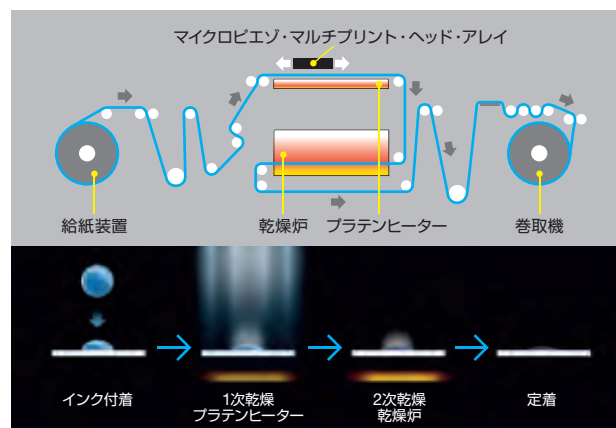 マイクロピエゾ・マルチプリント・ヘッド・アレイ
給紙装置
乾燥炉
プラテンヒーター
巻取機
インク付着
1次乾燥
プラテンヒーター
2次乾燥
乾燥炉
定着